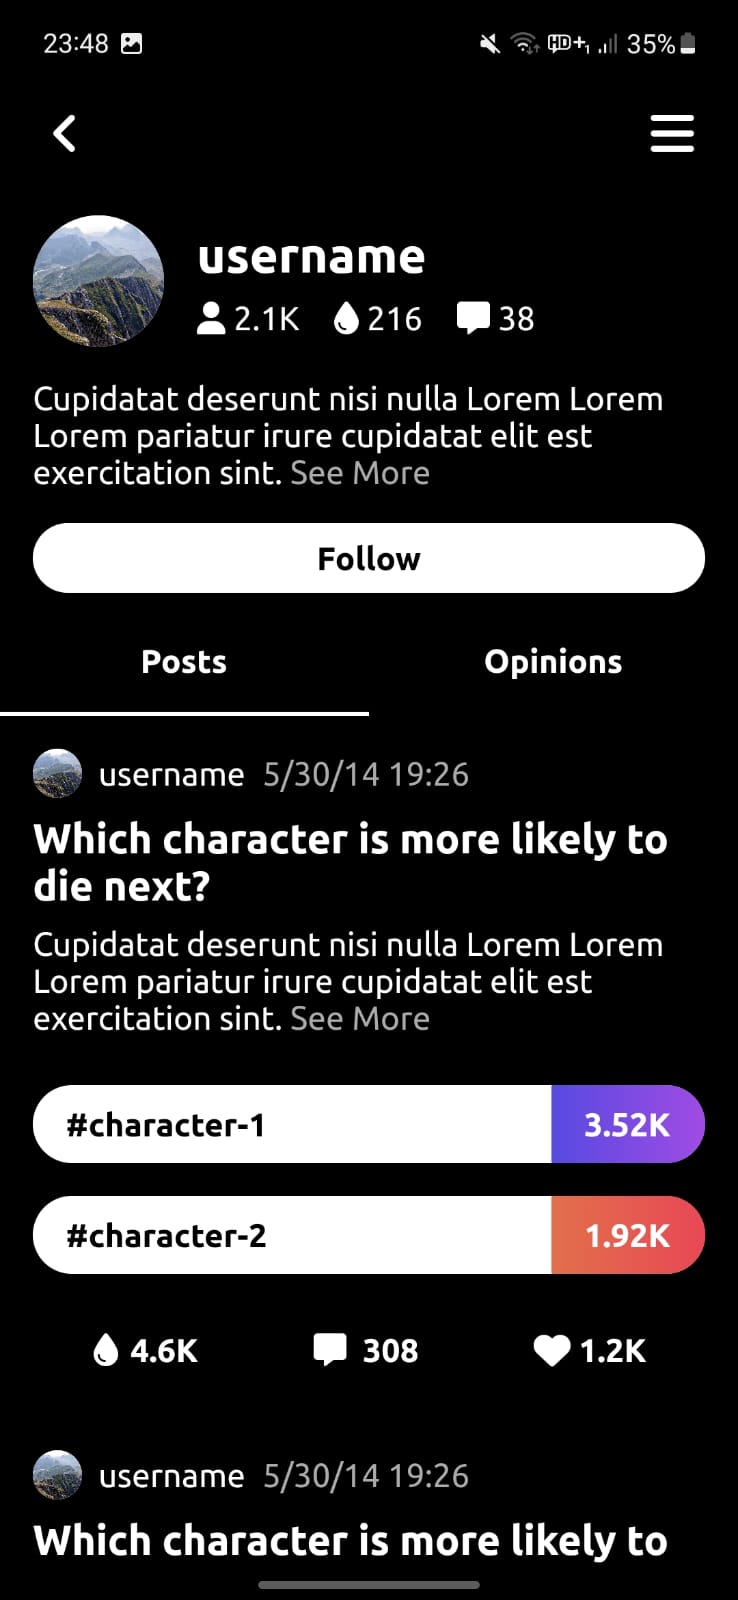 23:48 HD+1 35%
username
2.1K 216 38
Cupidatat deserunt nisi nulla Lorem Lorem
Lorem pariatur irure cupidatat elit est
exercitation sint. See More
Follow
Posts Opinions
username 5/30/14 19:26
Which character is more likely to
die next?
Cupidatat deserunt nisi nulla Lorem Lorem
Lorem pariatur irure cupidatat elit est
exercitation sint. See More
#character-1 3.52K
#character-2 1.92K
4.6K 308 1.2K
username 5/30/14 19:26
Which character is more likely to